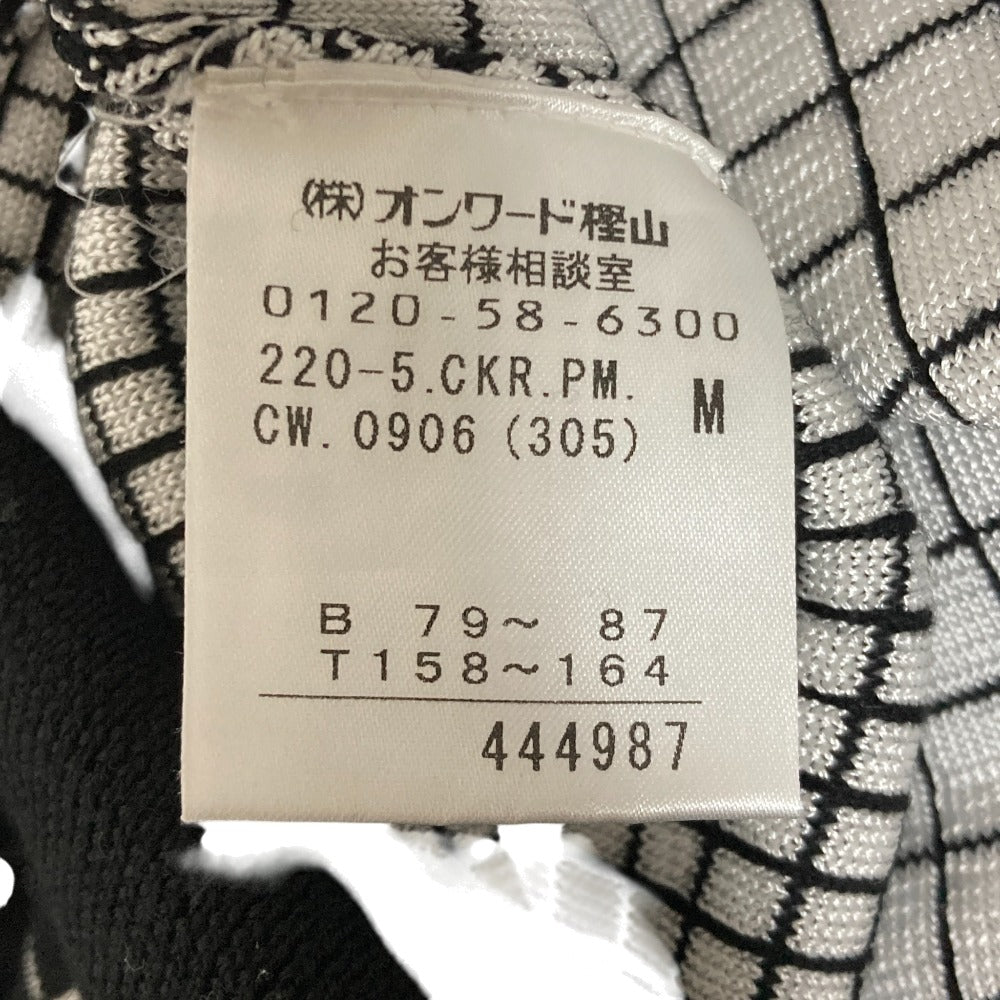 (株)オンワード樫山
お客様相談室
0120-58-6300
220-5.CKR.PM. M
CW.0906(305)
B 79~ 87
T158~164
444987